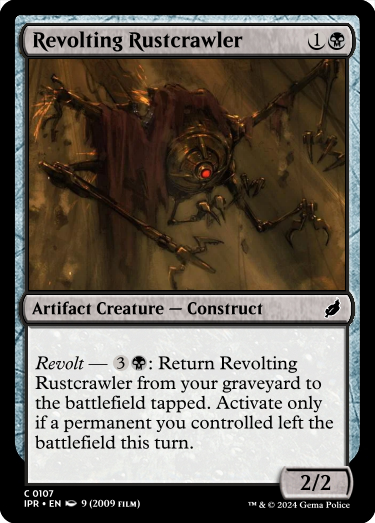 Revolting Rustcrawler 1
Artifact Creature — Construct
Revolt — 3 : Return Revolting
Rustcrawler from your graveyard to
the battlefield tapped. Activate only
if a permanent you controlled left the
battlefield this turn.
2/2
C 0107
IPR • EN 9 (2009 FILM)
™ & © 2024 Gema Police